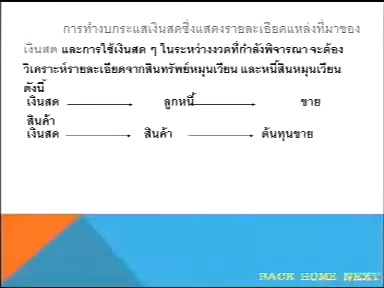 การทำงบกระแสเงินสดซึ่งแสดงรายละเอียดแหล่งที่มาของ
เงินสด และการใช้เงินสด ๆ ในระหว่างงวดที่กำลังพิจารณา จะต้อง
วิเคราะห์รายละเอียดจากสินทรัพย์หมุนเวียน และหนี้สินหมุนเวียน
ดังนี้
เงินสด ลูกหนี้ ขาย
สินค้า
เงินสด สินค้า ต้นทุนขาย
BACK HOME NEXT